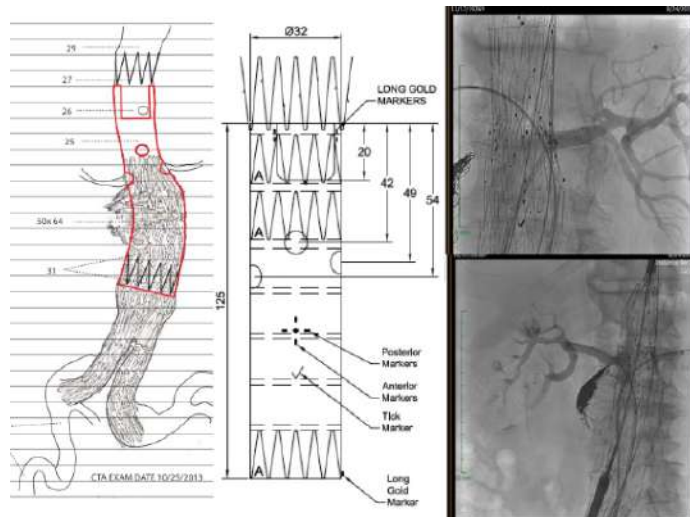 29
27
26
25
50x 64
31
CTA EXAM DATE 10/25/2013
Ø32
LONG GOLD
MARKERS
20
42
49
54
125
A
A
Posterior
Markers
Anterior
Markers
Tick
Marker
A
Long
Gold
Marker